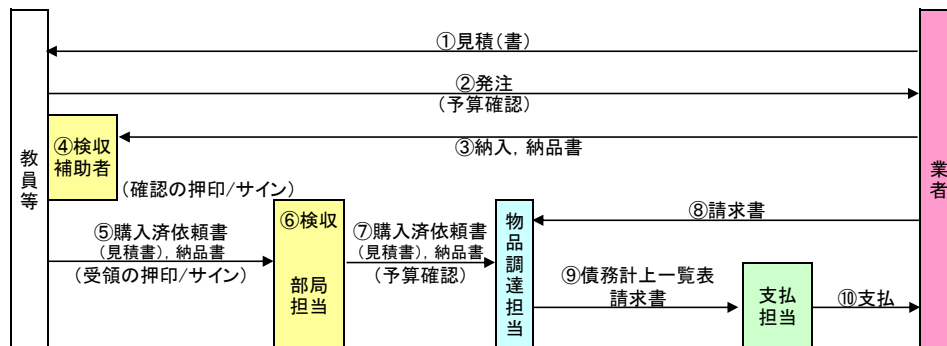 ①見積(書)
②発注
(予算確認)
③納入, 納品書
教員等
④検収
補助者
(確認の押印/サイン)
業者
⑤購入済依頼書
(見積書), 納品書
(受領の押印/サイン)
⑥検収
部局
担当
⑦購入済依頼書
(見積書), 納品書
(予算確認)
物品調達担当
⑧請求書
⑨債務計上一覧表
請求書
支払
担当
⑩支払